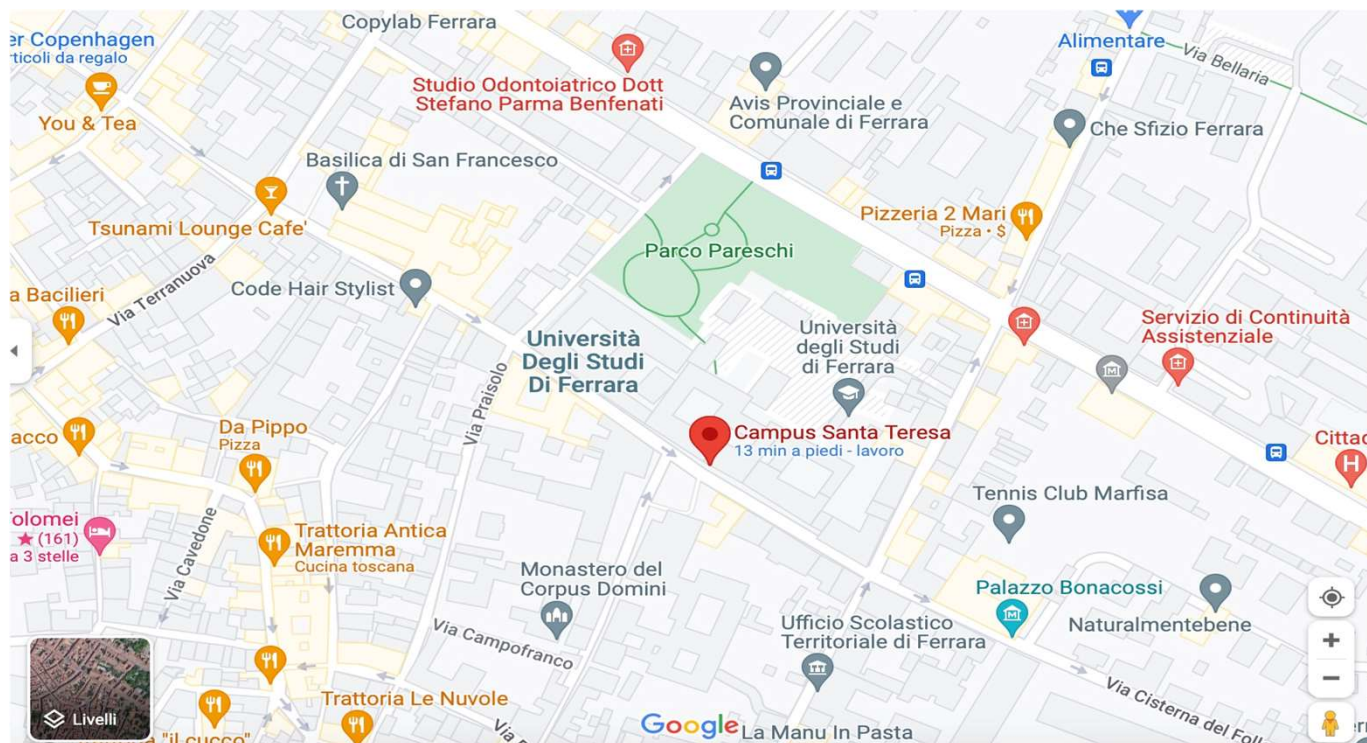 Copylab Ferrara
er Copenhagen
rticoli da regalo
You & Tea
Studio Odontoiatrico Dott
Stefano Parma Benfenati
Avis Provinciale e
Comunale di Ferrara
Alimentare
Via Bellaria
Che Sfizio Ferrara
Basilica di San Francesco
Tsunami Lounge Cafe'
Pizzeria 2 Mari
Pizza • $
Parco Pareschi
Via Terranuova
Code Hair Stylist
a Bacilieri
Università
Degli Studi
Di Ferrara
Università
degli Studi
di Ferrara
Servizio di Continuità
Assistenziale
M
Via Praisolo
Da Pippo
Pizza
acco
Campus Santa Teresa
13 min a piedi - lavoro
Cittad
H
Tennis Club Marfisa
Tolomei
★ (161)
a 3 stelle
Via Cavedone
Trattoria Antica
Maremma
Cucina toscana
Monastero del
Corpus Domini
Palazzo Bonacossi
M
Naturalmentebene
Ufficio Scolastico
Territoriale di Ferrara
Via Campofranco
Trattoria Le Nuvole
Via Cisterna del Foll
Livelli
"il cucco"
Via P
Google
La Manu In Pasta